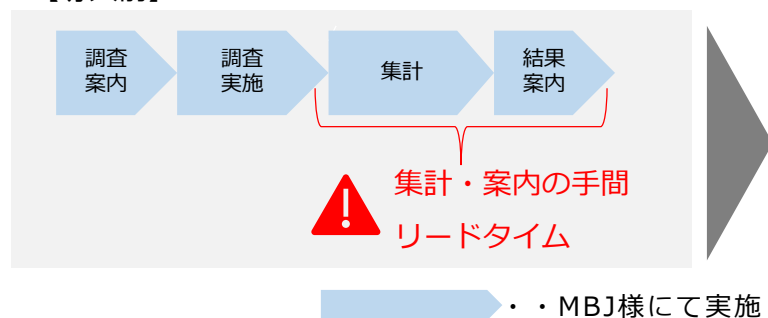 調査
案内
調査
実施
集計
結果
案内
集計・案内の手間
リードタイム
・・MBJ様にて実施